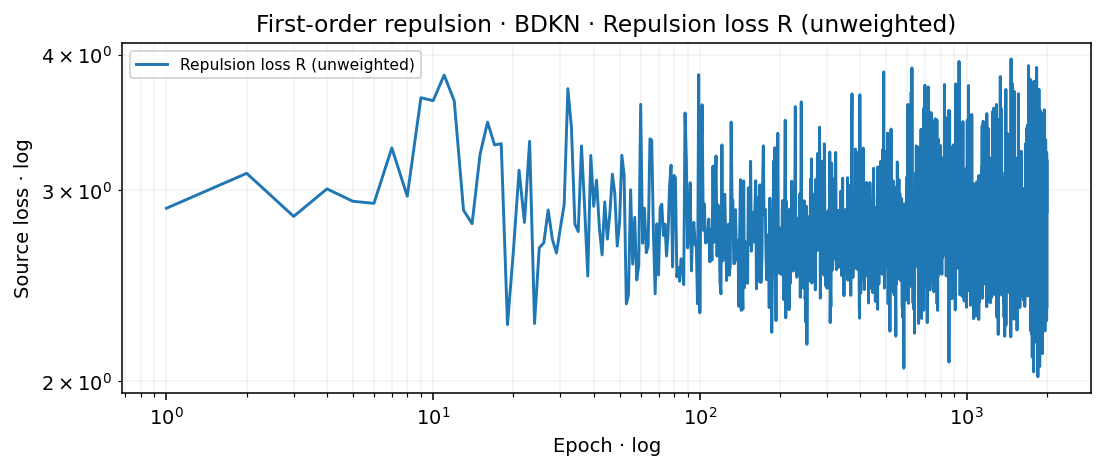 First-order repulsion · BDKN · Repulsion loss R (unweighted)
Repulsion loss R (unweighted)
Source loss · log
4 × 10⁰
3 × 10⁰
2 × 10⁰
10⁰ 10¹ 10² 10³
Epoch · log